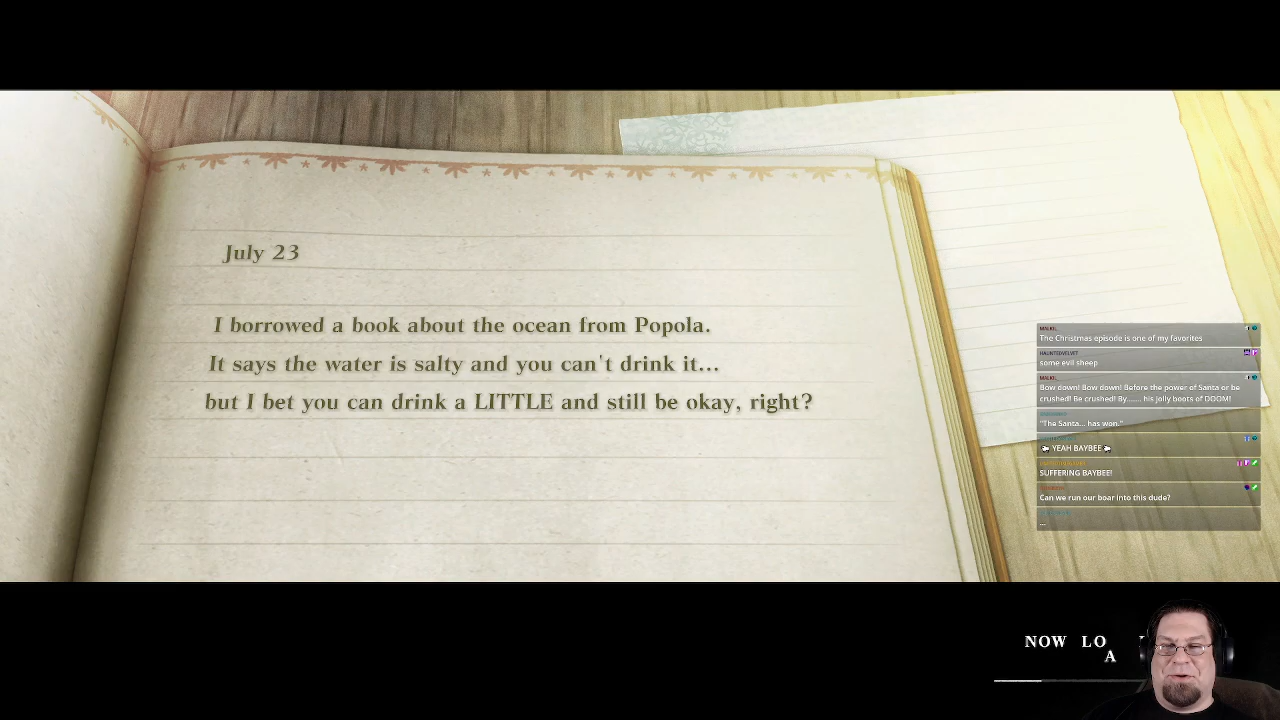 July 23
I borrowed a book about the ocean from Popola.
It says the water is salty and you can't drink it...
but I bet you can drink a LITTLE and still be okay, right?
MALKIL
The Christmas episode is one of my favorites
HAUNTEDVELVET
some evil sheep
MALKIL
Bow down! Bow down! Before the power of Santa or be
crushed! Be crushed! By...... his jolly boots of DOOM!
"The Santa... has won."
YEAH BAYBEE
SUFFERING BAYBEE!
Can we run our boar into this dude?
...
NOW LO
A